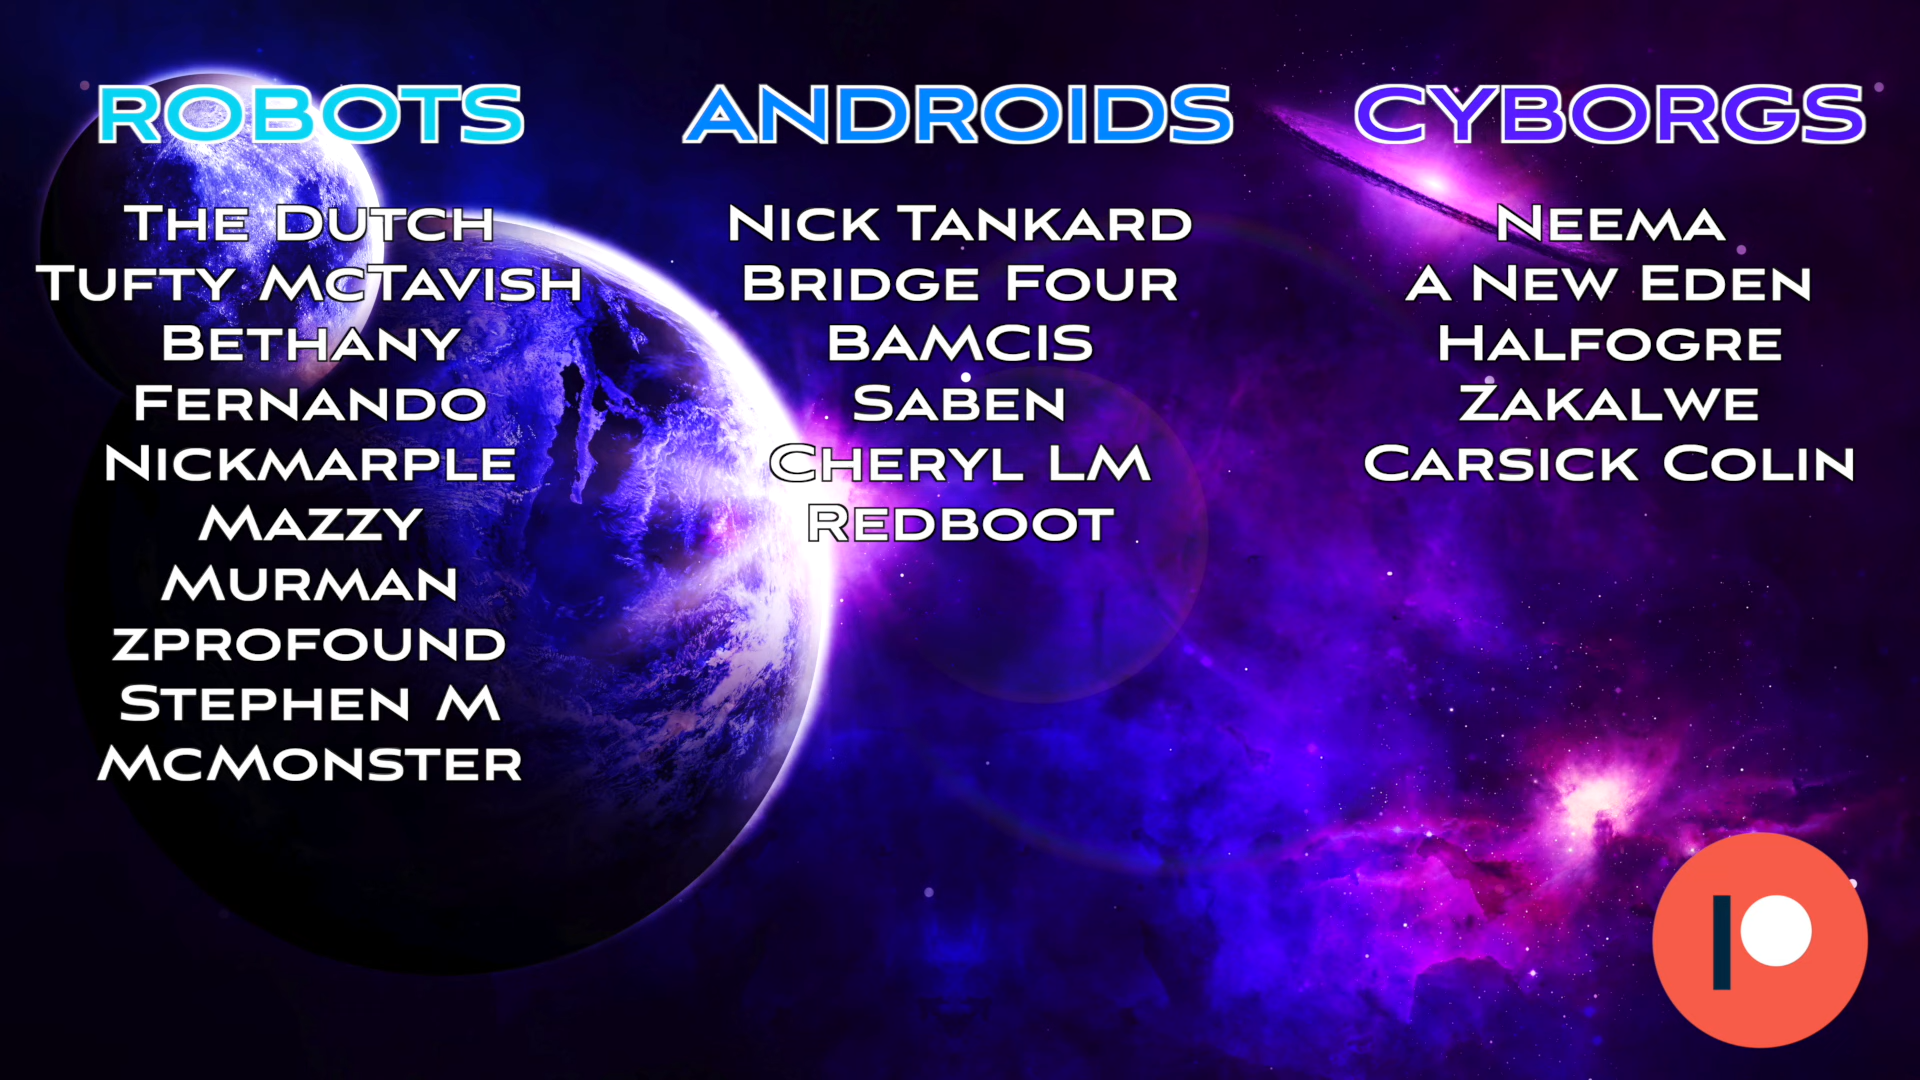 ROBOTS
The Dutch
Tufty McTavish
Bethany
Fernando
Nickmarple
Mazzy
Murman
zprofound
Stephen M
McMonster
ANDROIDS
Nick Tankard
Bridge Four
BAMCIS
Saben
Cheryl LM
Redboot
CYBORGS
Neema
A New Eden
Halfogre
Zakalwe
Carsick Colin